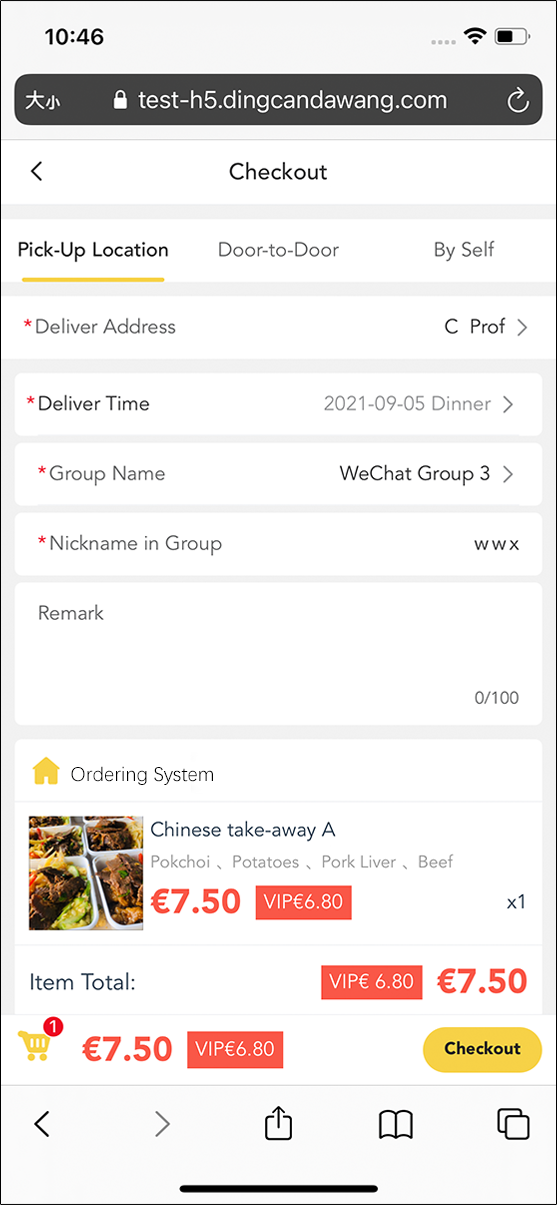 10:46
大小 test-h5.dingcandawang.com
Checkout
Pick-Up Location Door-to-Door By Self
*Deliver Address C Prof
*Deliver Time 2021-09-05 Dinner
*Group Name WeChat Group 3
*Nickname in Group wwx
Remark
0/100
Ordering System
Chinese take-away A
Pokchoi 、Potatoes 、Pork Liver 、Beef
€7.50 VIP€6.80 x1
Item Total: VIP€ 6.80 €7.50
1
€7.50 VIP€6.80 Checkout